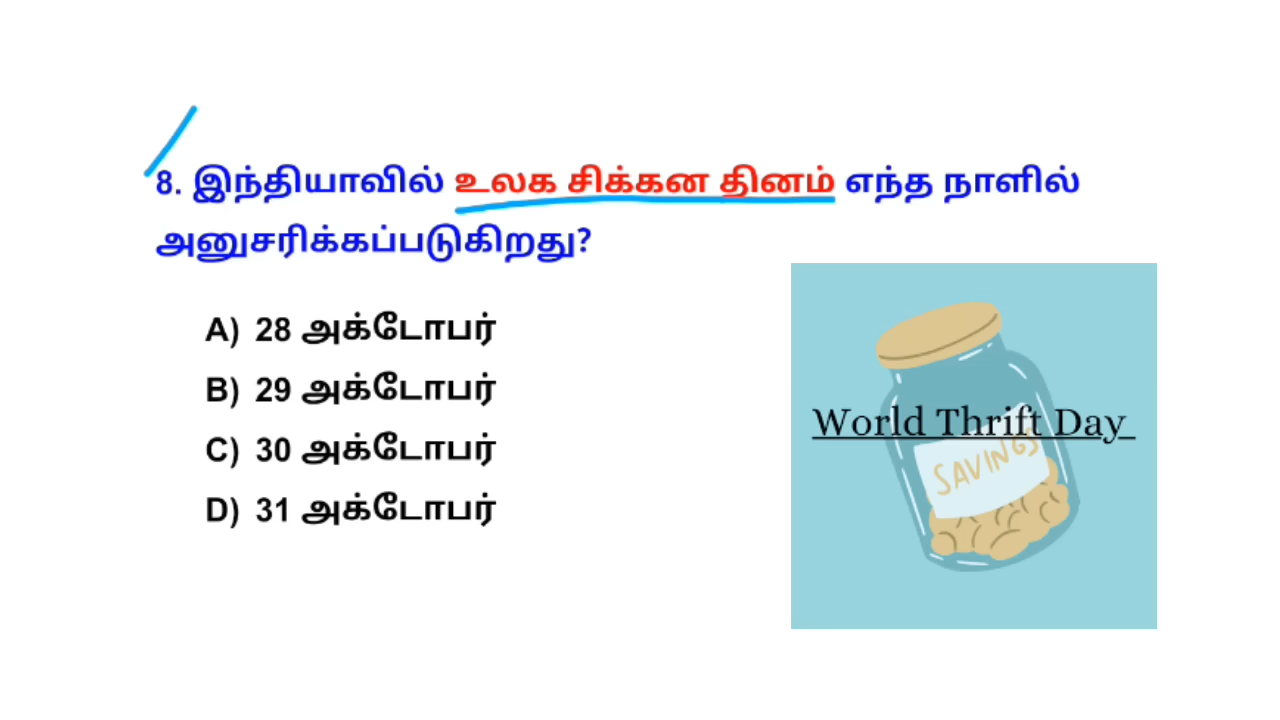 8. இந்தியாவில் உலக சிக்கன தினம் எந்த நாளில்
அனுசரிக்கப்படுகிறது?
A) 28 அக்டோபர்
B) 29 அக்டோபர்
C) 30 அக்டோபர்
D) 31 அக்டோபர்
World Thrift Day
SAVINGS